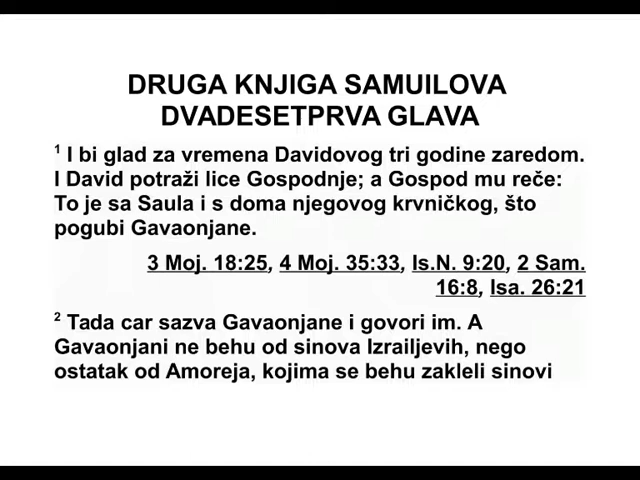 DRUGA KNJIGA SAMUILOVA
DVADESETPRVA GLAVA
1 I bi glad za vremena Davidovog tri godine zaredom.
I David potraži lice Gospodnje; a Gospod mu reče:
To je sa Saula i s doma njegovog krvničkog, što
pogubi Gavaonjane.
3 Moj. 18:25, 4 Moj. 35:33, Is.N. 9:20, 2 Sam.
16:8, Isa. 26:21
2 Tada car sazva Gavaonjane i govori im. A
Gavaonjani ne behu od sinova Izrailjevih, nego
ostatak od Amoreja, kojima se behu zakleli sinovi